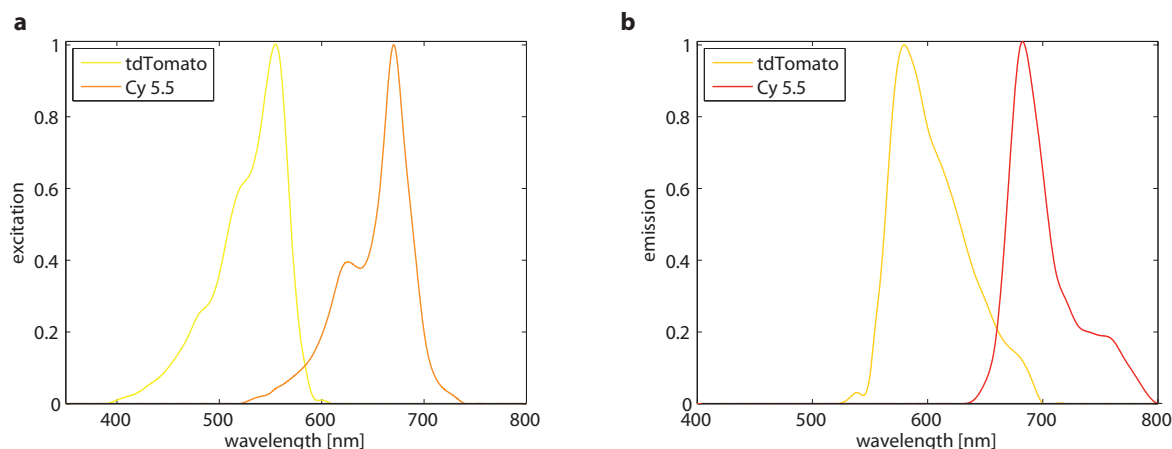 a
1
0.8
0.6
0.4
0.2
0
excitation
tdTomato
Cy 5.5
400 500 600 700 800
wavelength [nm]
b
1
0.8
0.6
0.4
0.2
0
emission
tdTomato
Cy 5.5
400 500 600 700 800
wavelength [nm]